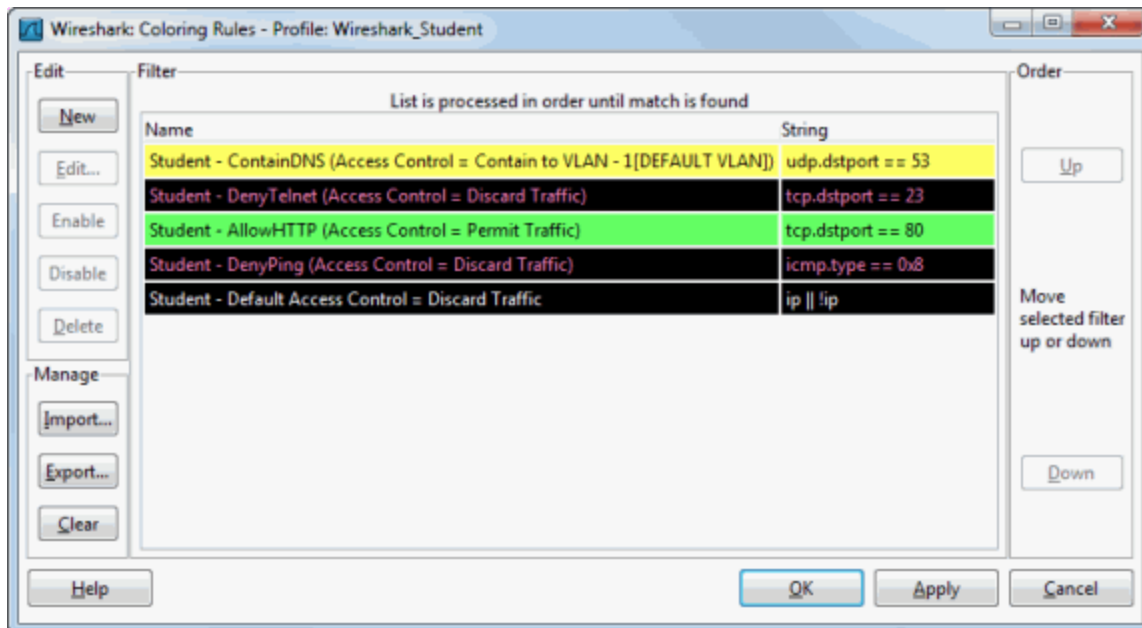 Wireshark: Coloring Rules - Profile: Wireshark_Student
Edit
New
Edit...
Enable
Disable
Delete
Manage
Import...
Export...
Clear
Filter
List is processed in order until match is found
Name String
Student - ContainDNS (Access Control = Contain to VLAN - 1[DEFAULT VLAN]) udp.dstport == 53
Student - DenyTelnet (Access Control = Discard Traffic) tcp.dstport == 23
Student - AllowHTTP (Access Control = Permit Traffic) tcp.dstport == 80
Student - DenyPing (Access Control = Discard Traffic) icmp.type == 0x8
Student - Default Access Control = Discard Traffic ip || !ip
Order
Up
Move
selected filter
up or down
Down
Help
OK
Apply
Cancel